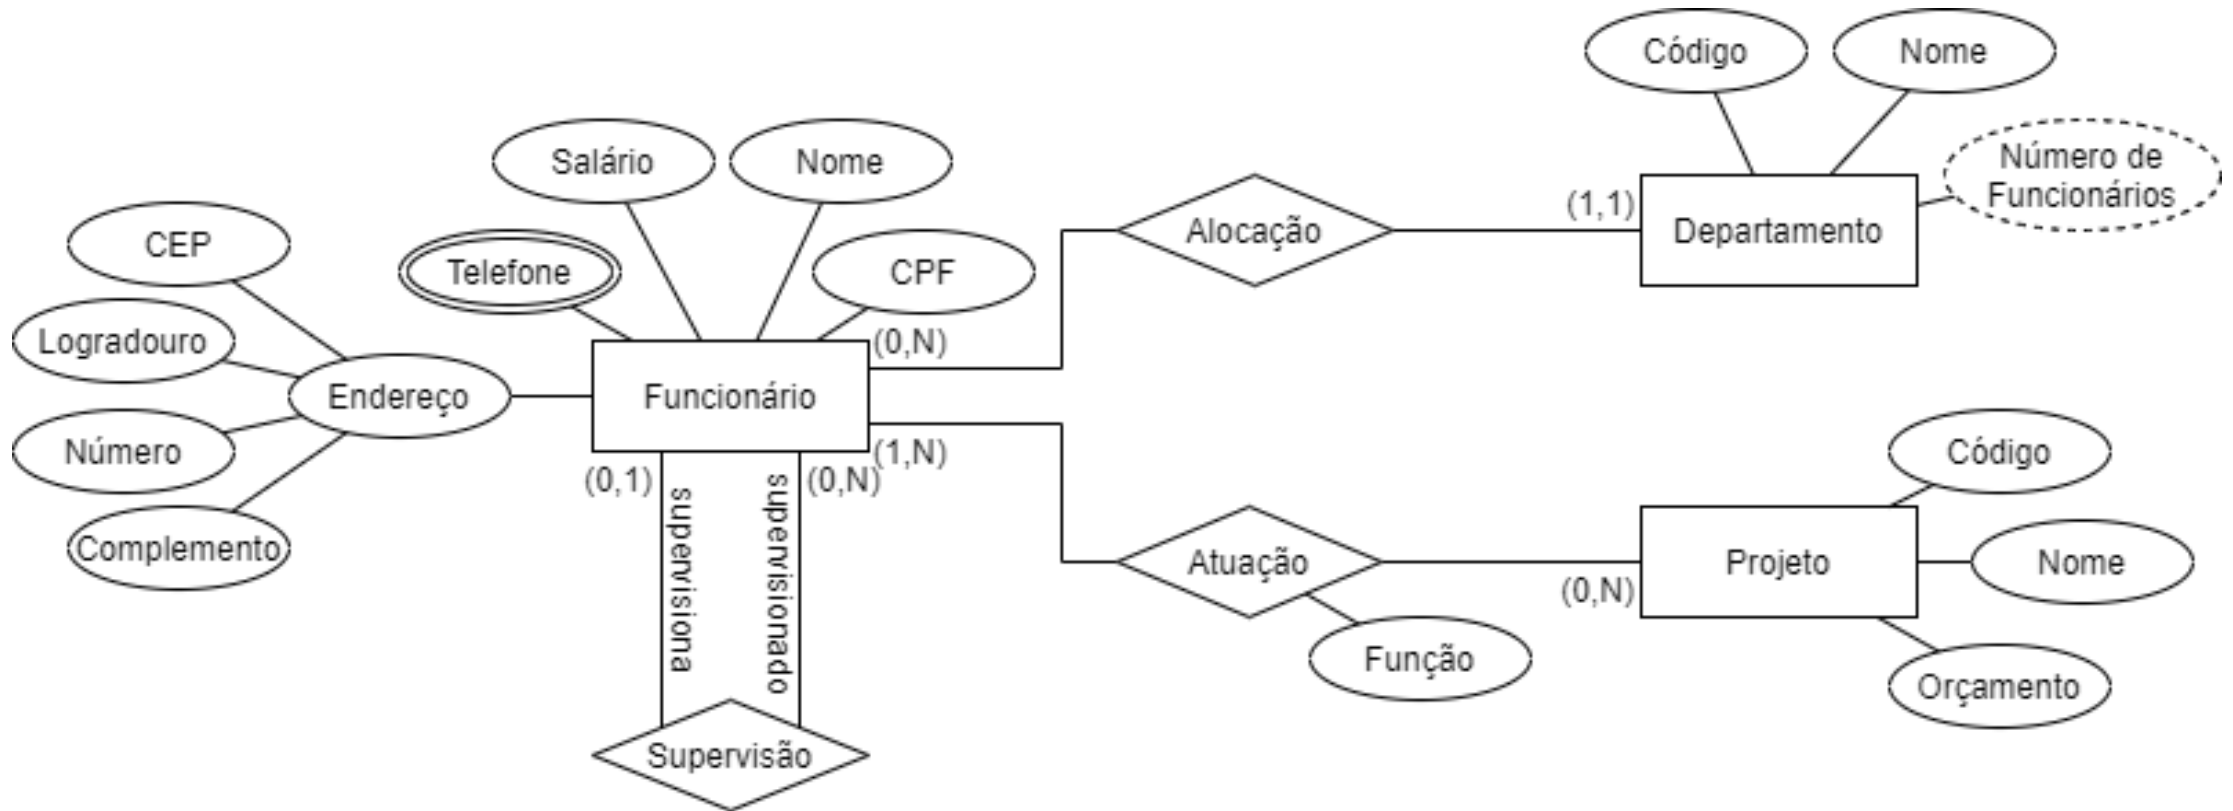 Código
Nome
Número de
Funcionários
Departamento
(1,1)
Alocação
Salário
Nome
Telefone
CPF
CEP
Logradouro
Endereço
Número
Complemento
Funcionário
(0,N)
(1,N)
(0,1)
(0,N)
supervisiona
supervisionado
Supervisão
Atuação
Função
(0,N)
Projeto
Código
Nome
Orçamento